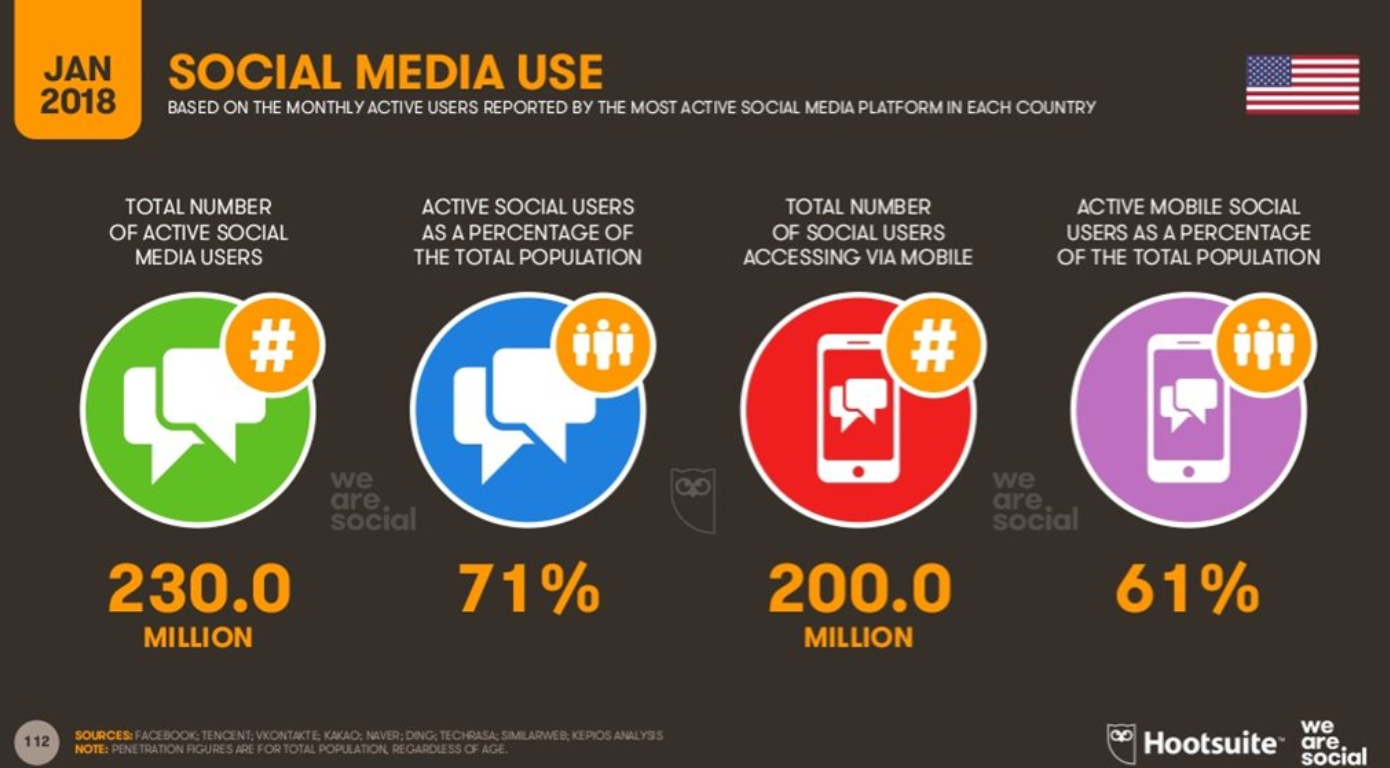 JAN
2018
SOCIAL MEDIA USE
BASED ON THE MONTHLY ACTIVE USERS REPORTED BY THE MOST ACTIVE SOCIAL MEDIA PLATFORM IN EACH COUNTRY
TOTAL NUMBER
OF ACTIVE SOCIAL
MEDIA USERS
ACTIVE SOCIAL USERS
AS A PERCENTAGE OF
THE TOTAL POPULATION
TOTAL NUMBER
OF SOCIAL USERS
ACCESSING VIA MOBILE
ACTIVE MOBILE SOCIAL
USERS AS A PERCENTAGE
OF THE TOTAL POPULATION
#
#
we
are
social
we
are
social
230.0
MILLION
71%
200.0
MILLION
61%
112
SOURCES: FACEBOOK; TENCENT; VKONTAKTE; KAKAO; NAVER; DING; TECHRASA; SIMILARWEB; KEPIOS ANALYSIS
NOTE: PENETRATION FIGURES ARE FOR TOTAL POPULATION, REGARDLESS OF AGE.
Hootsuite™
we
are
social